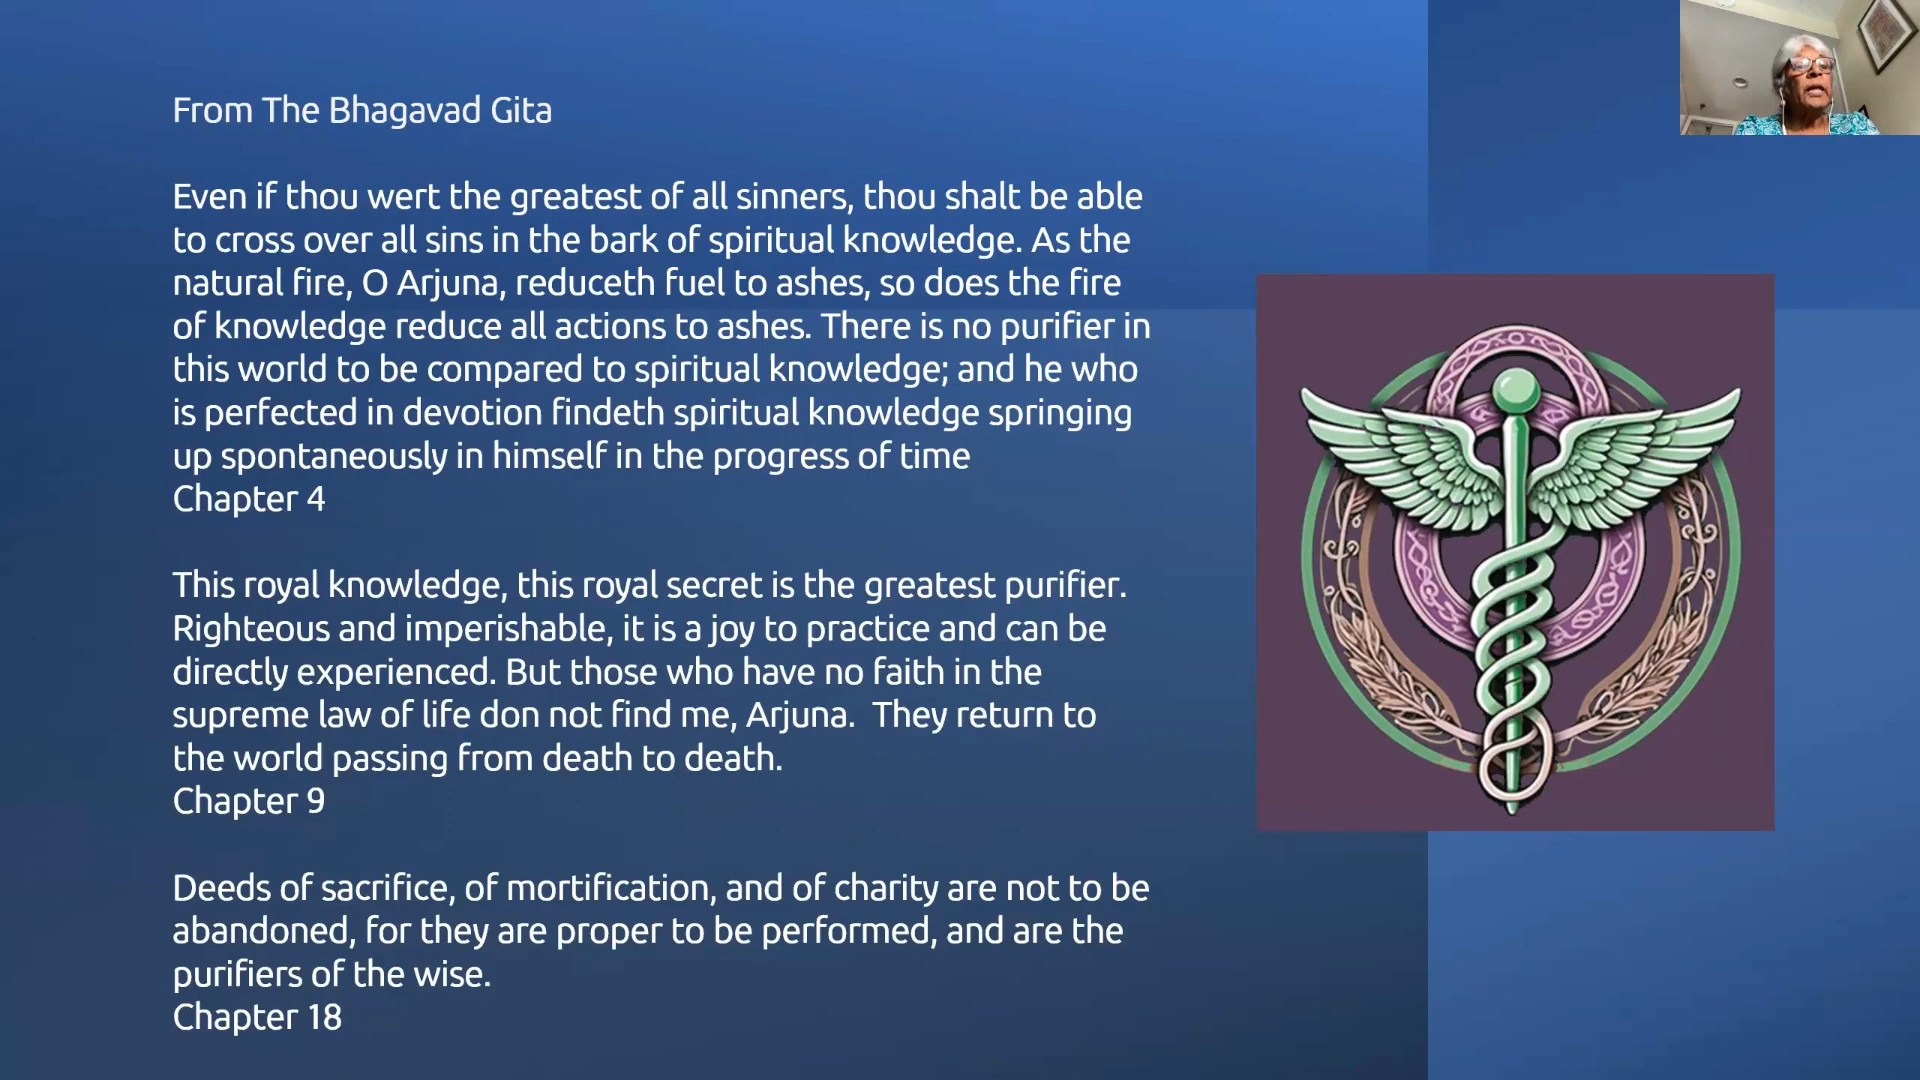 From The Bhagavad Gita
Even if thou wert the greatest of all sinners, thou shalt be able
to cross over all sins in the bark of spiritual knowledge. As the
natural fire, O Arjuna, reduceth fuel to ashes, so does the fire
of knowledge reduce all actions to ashes. There is no purifier in
this world to be compared to spiritual knowledge; and he who
is perfected in devotion findeth spiritual knowledge springing
up spontaneously in himself in the progress of time
Chapter 4
This royal knowledge, this royal secret is the greatest purifier.
Righteous and imperishable, it is a joy to practice and can be
directly experienced. But those who have no faith in the
supreme law of life don not find me, Arjuna.  They return to
the world passing from death to death.
Chapter 9
Deeds of sacrifice, of mortification, and of charity are not to be
abandoned, for they are proper to be performed, and are the
purifiers of the wise.
Chapter 18